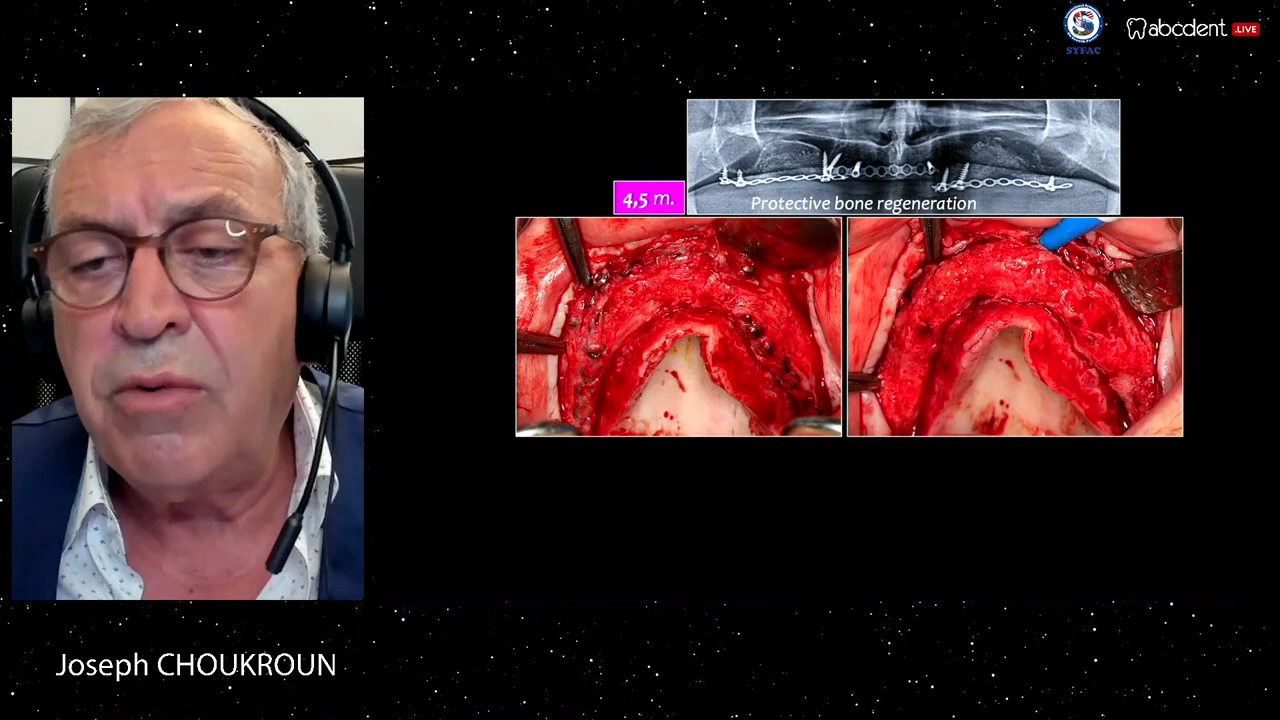 SYFAC
abcdent .LIVE
4,5 m.
Protective bone regeneration
Joseph CHOUKROUN